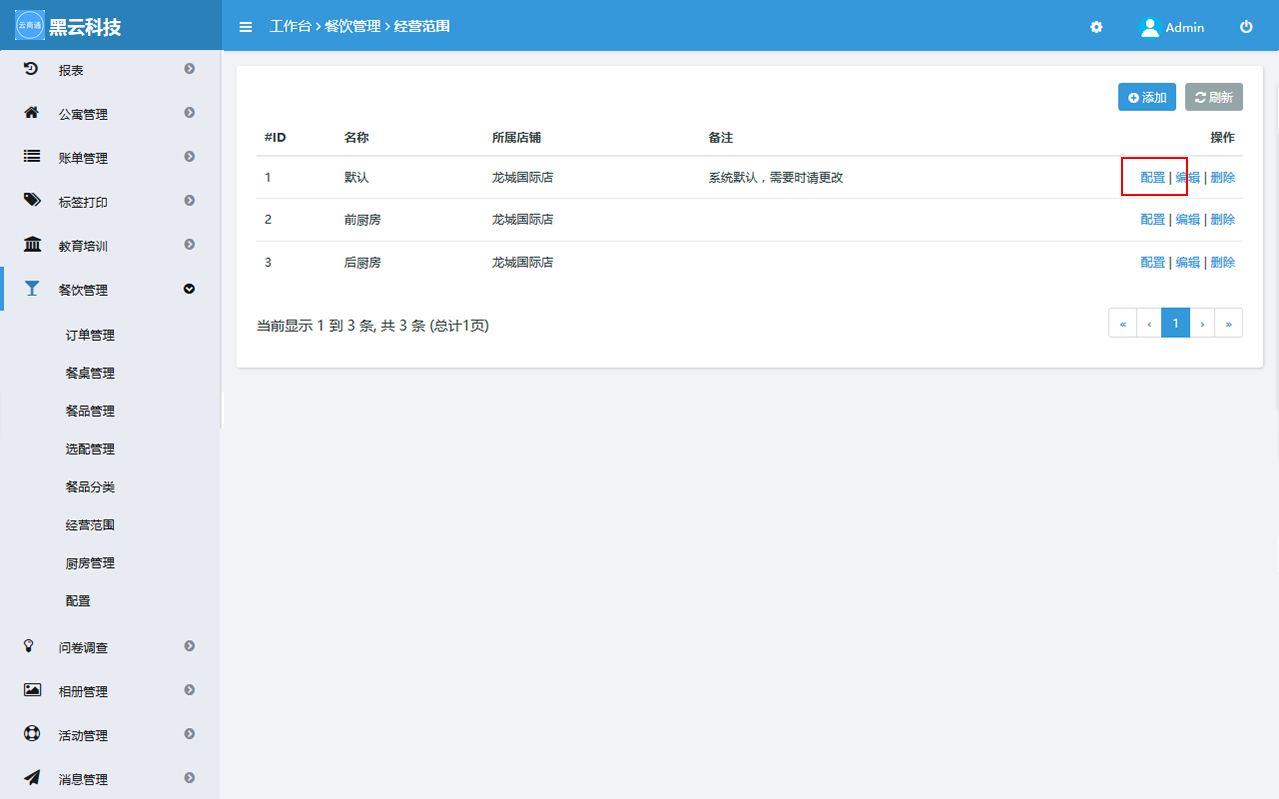 云商通 黑云科技
工作台 > 餐饮管理 > 经营范围
Admin
报表
公寓管理
账单管理
标签打印
教育培训
餐饮管理
订单管理
餐桌管理
餐品管理
选配管理
餐品分类
经营范围
厨房管理
配置
问卷调查
相册管理
活动管理
消息管理
添加 刷新
#ID 名称 所属店铺 备注 操作
1 默认 龙城国际店 系统默认，需要时请更改 配置 | 编辑 | 删除
2 前厨房 龙城国际店 配置 | 编辑 | 删除
3 后厨房 龙城国际店 配置 | 编辑 | 删除
当前显示 1 到 3 条, 共 3 条 (总计1页)
« ‹ 1 › »